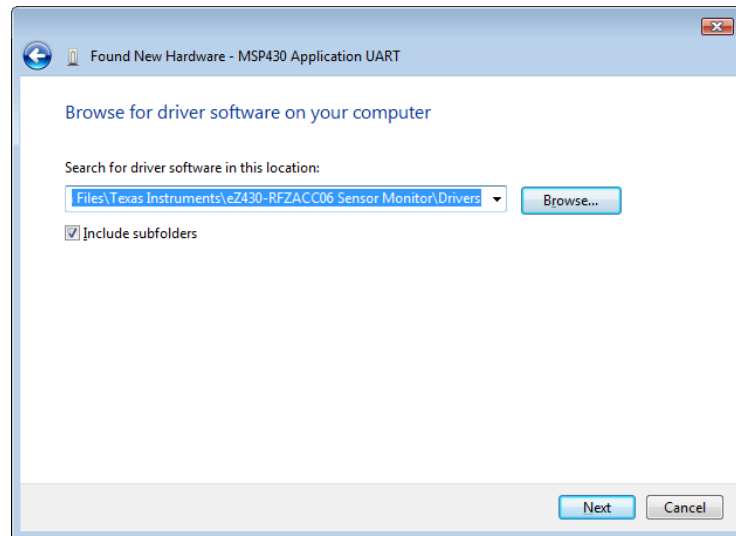 Found New Hardware - MSP430 Application UART
Browse for driver software on your computer
Search for driver software in this location:
Files\Texas Instruments\eZ430-RFZACC06 Sensor Monitor\Drivers
Browse...
Include subfolders
Next
Cancel